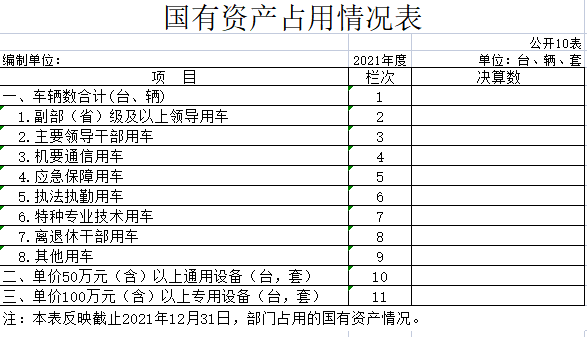 国有资产占用情况表
公开10表
编制单位： 2021年度 单位：台、辆、套
项 目 栏次 决算数
一、车辆数合计(台、辆) 1
1.副部（省）级及以上领导用车 2
2.主要领导干部用车 3
3.机要通信用车 4
4.应急保障用车 5
5.执法执勤用车 6
6.特种专业技术用车 7
7.离退休干部用车 8
8.其他用车 9
二、单价50万元（含）以上通用设备（台，套） 10
三、单价100万元（含）以上专用设备（台，套） 11
注：本表反映截止2021年12月31日，部门占用的国有资产情况。